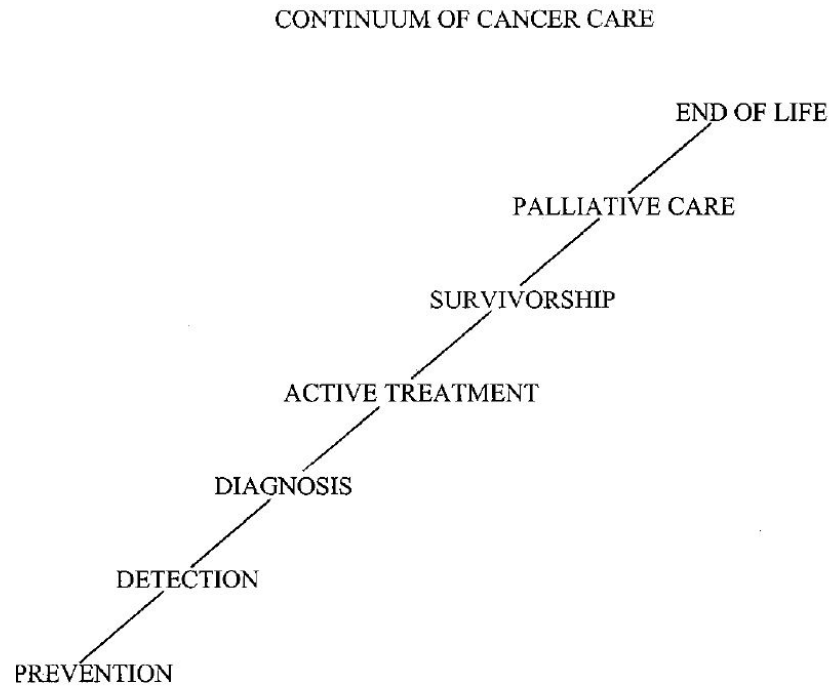 CONTINUUM OF CANCER CARE
END OF LIFE
PALLIATIVE CARE
SURVIVORSHIP
ACTIVE TREATMENT
DIAGNOSIS
DETECTION
PREVENTION